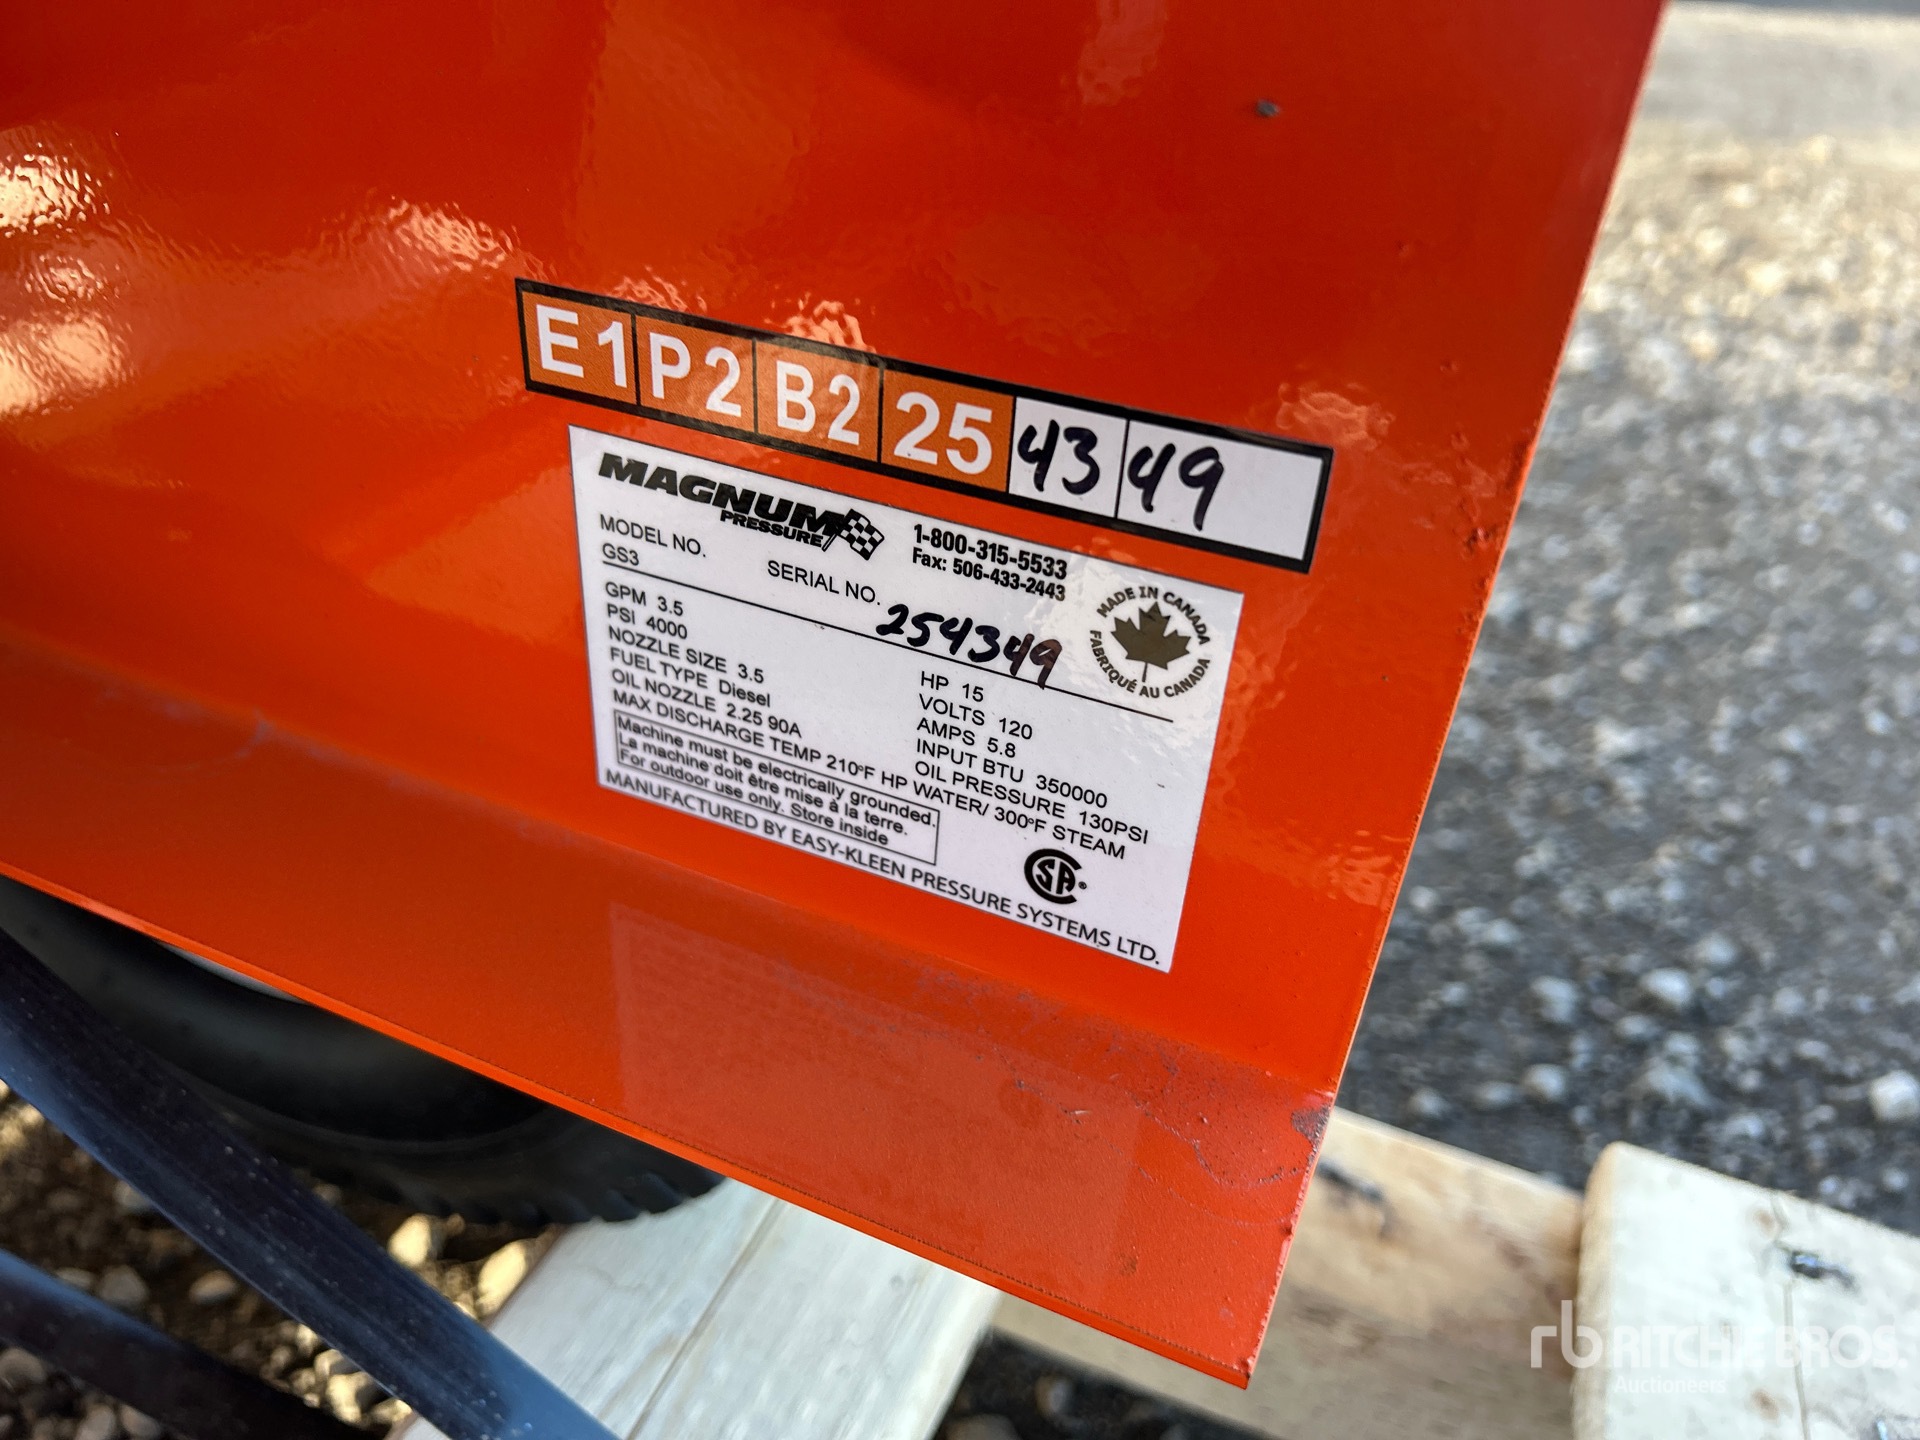 E1 P2 B2 25 43 49
MAGNUM
PRESSURE
1-800-315-5533
Fax: 506-433-2443
MODEL NO.
GS3
SERIAL NO. 254349
MADE IN CANADA
FABRIQUÉ AU CANADA
GPM 3.5
PSI 4000
NOZZLE SIZE 3.5
FUEL TYPE Diesel
OIL NOZZLE 2.25 90A
HP 15
VOLTS 120
AMPS 5.8
INPUT BTU 350000
OIL PRESSURE 130PSI
MAX DISCHARGE TEMP 210°F HP WATER/ 300°F STEAM
Machine must be electrically grounded.
La machine doit être mise à la terre.
For outdoor use only. Store inside
SA®
MANUFACTURED BY EASY-KLEEN PRESSURE SYSTEMS LTD.
rb RITCHIE BROS.
Auctioneers